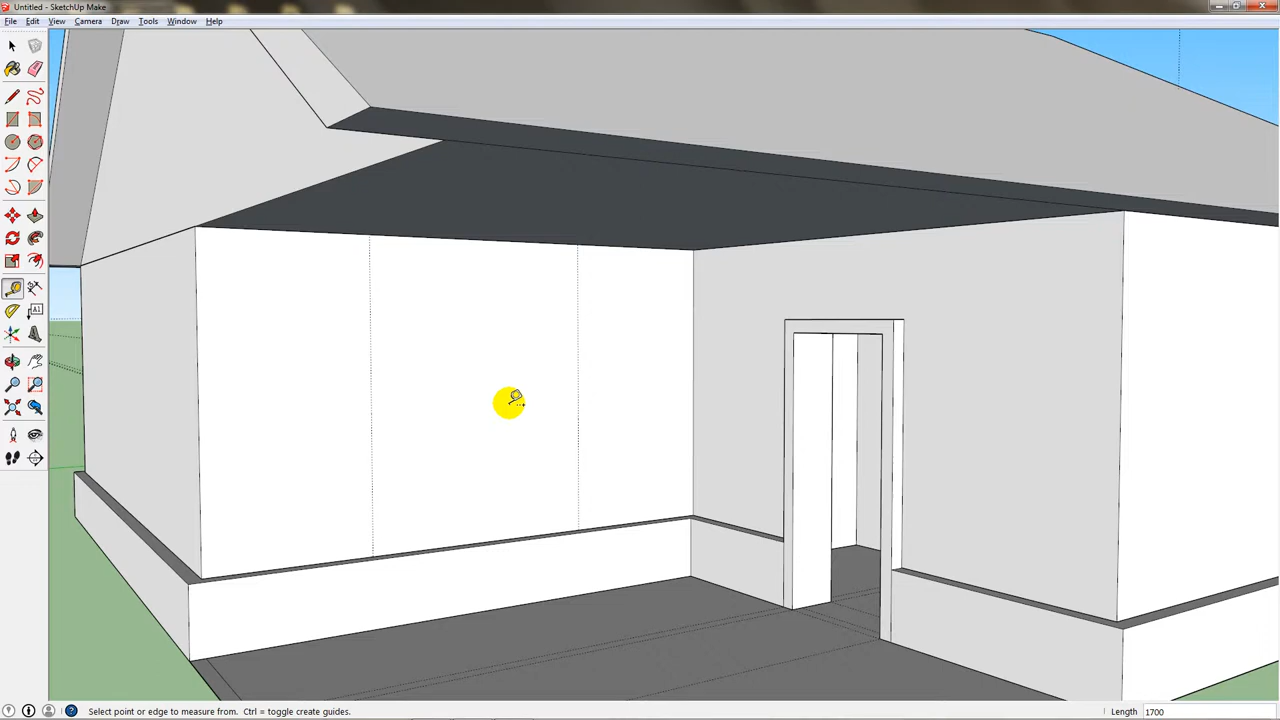 Untitled - SketchUp Make
File Edit View Camera Draw Tools Window Help
A1
Select point or edge to measure from. Ctrl = toggle create guides. Length 1700